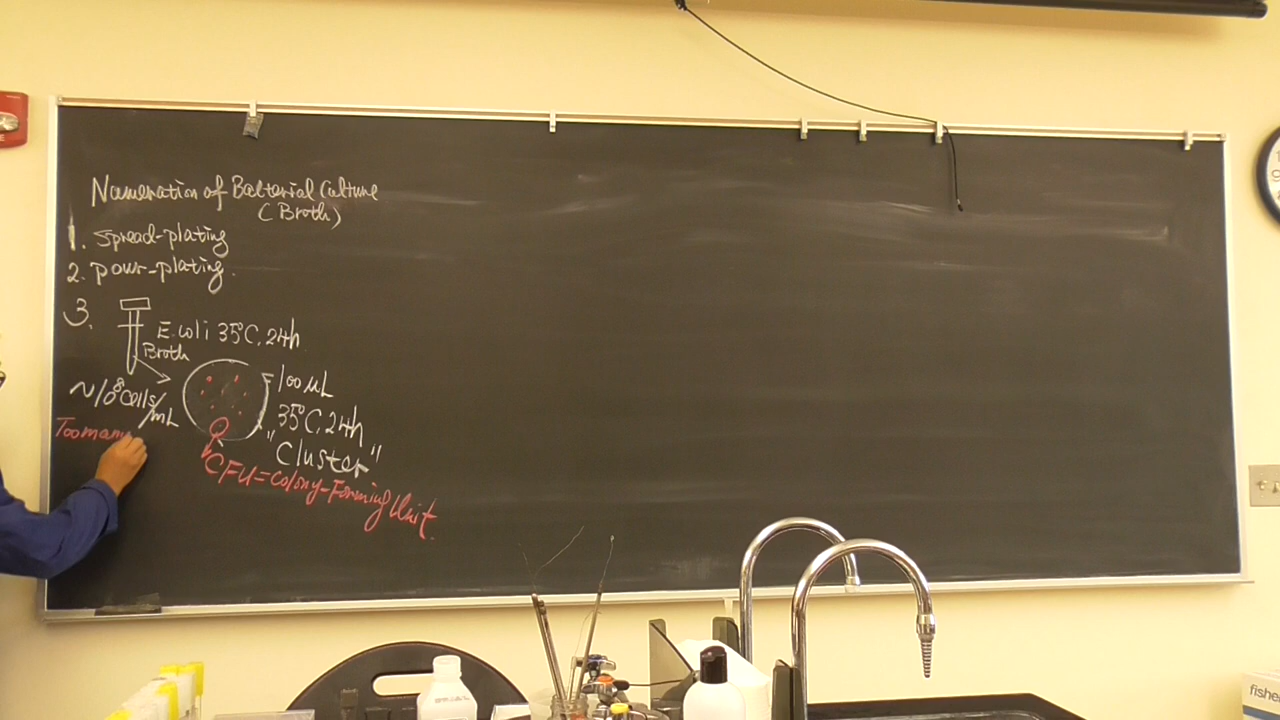 Numeration of Bacterial Culture
(Broth)
1. Spread-plating
2. pour-plating.
3.
E.coli 35°C, 24h
Broth
~10⁸ cells/mL
100 µL
35°C, 24h
"Cluster"
Too many
CFU = Colony-Forming Unit.
fishe